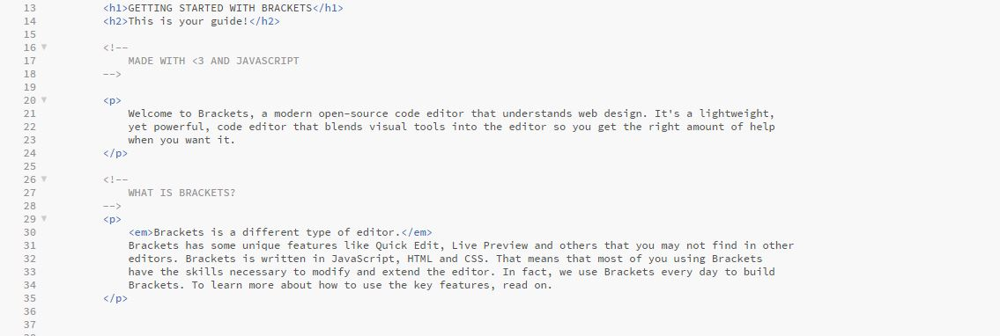 13 <h1>GETTING STARTED WITH BRACKETS</h1>
14 <h2>This is your guide!</h2>
15
16 <!--
17 MADE WITH <3 AND JAVASCRIPT
18 -->
19
20 <p>
21 Welcome to Brackets, a modern open-source code editor that understands web design. It's a lightweight,
22 yet powerful, code editor that blends visual tools into the editor so you get the right amount of help
23 when you want it.
24 </p>
25
26 <!--
27 WHAT IS BRACKETS?
28 -->
29 <p>
30 <em>Brackets is a different type of editor.</em>
31 Brackets has some unique features like Quick Edit, Live Preview and others that you may not find in other
32 editors. Brackets is written in JavaScript, HTML and CSS. That means that most of you using Brackets
33 have the skills necessary to modify and extend the editor. In fact, we use Brackets every day to build
34 Brackets. To learn more about how to use the key features, read on.
35 </p>
36
37